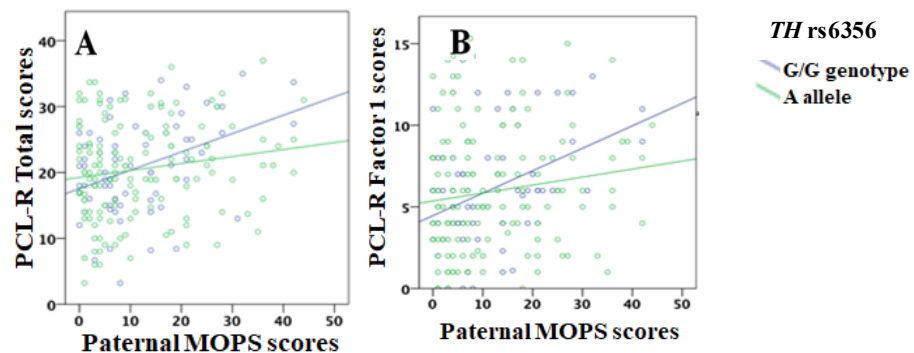 A
PCL-R Total scores
40
30
20
10
0
0 10 20 30 40 50
Paternal MOPS scores
B
PCL-R Factor 1 scores
15
10
5
0
0 10 20 30 40 50
Paternal MOPS scores
TH rs6356
G/G genotype
A allele